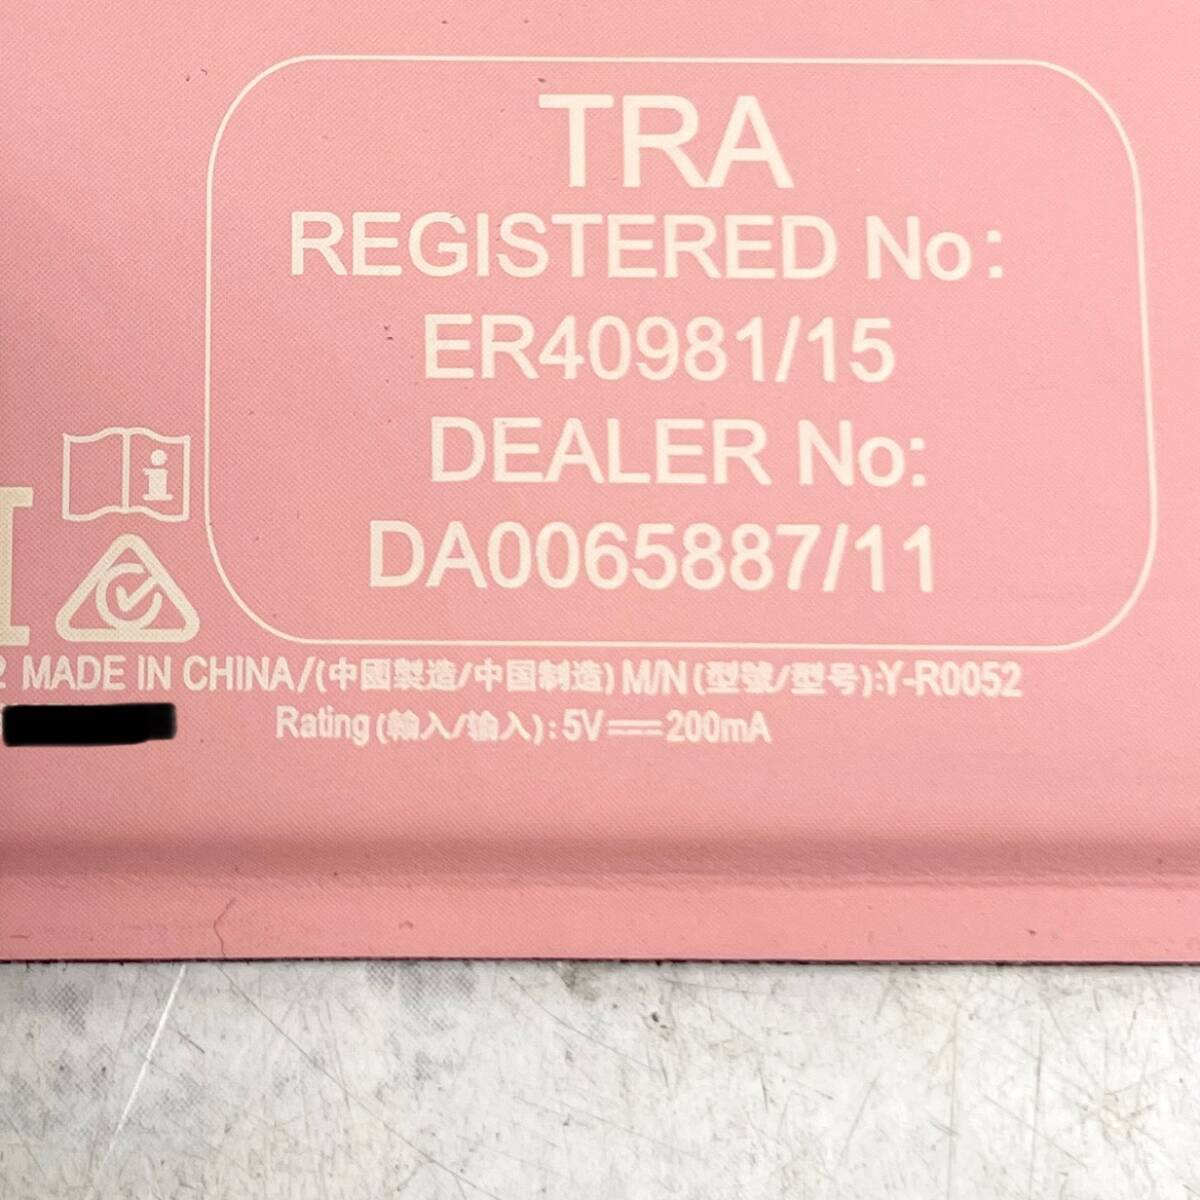 TRA
REGISTERED No:
ER40981/15
DEALER No:
DA0065887/11
2 MADE IN CHINA/(中國製造/中国制造) M/N (型號/型号):Y-R0052
Rating (輸入/输入): 5V⎓200mA